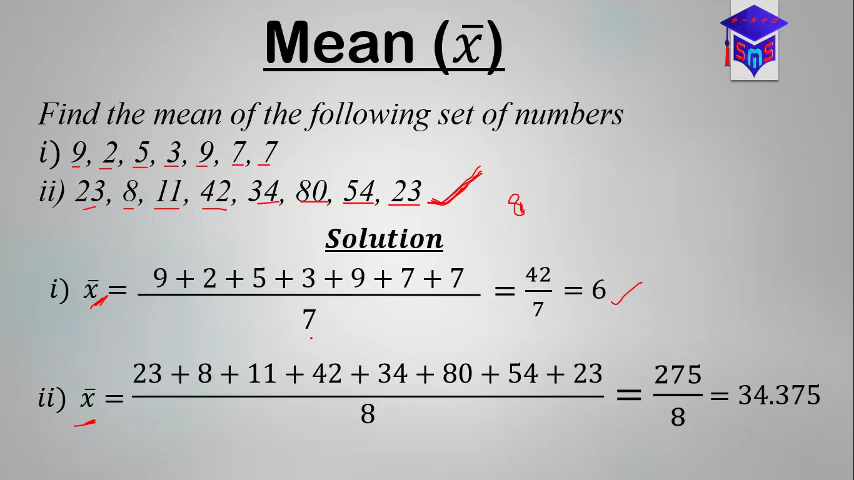 Mean (x̄)
+ - × ÷ =
SMS
Find the mean of the following set of numbers
i) 9, 2, 5, 3, 9, 7, 7
ii) 23, 8, 11, 42, 34, 80, 54, 23
8
Solution
i) x̄ = (9 + 2 + 5 + 3 + 9 + 7 + 7)/7 = 42/7 = 6
ii) x̄ = (23 + 8 + 11 + 42 + 34 + 80 + 54 + 23)/8 = 275/8 = 34.375